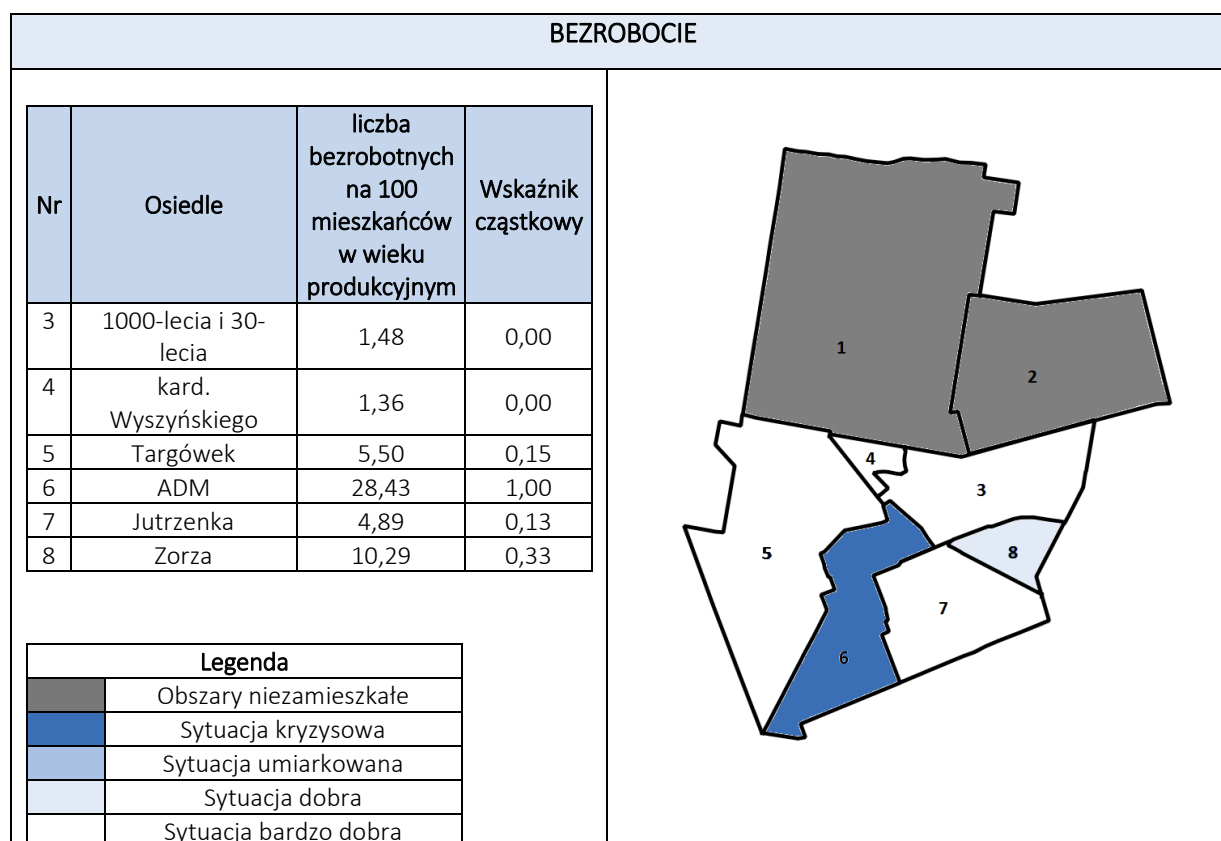 BEZROBOCIE
Nr
Osiedle
liczba
bezrobotnych
na 100
mieszkańców
w wieku
produkcyjnym
Wskaźnik
cząstkowy
3
1000-lecia i 30-
lecia
1,48
0,00
4
kard.
Wyszyńskiego
1,36
0,00
5 Targówek 5,50 0,15
6 ADM 28,43 1,00
7 Jutrzenka 4,89 0,13
8 Zorza 10,29 0,33
Legenda
Obszary niezamieszkałe
Sytuacja kryzysowa
Sytuacja umiarkowana
Sytuacja dobra
Sytuacja bardzo dobra
1
2
4
3
5
8
7
6